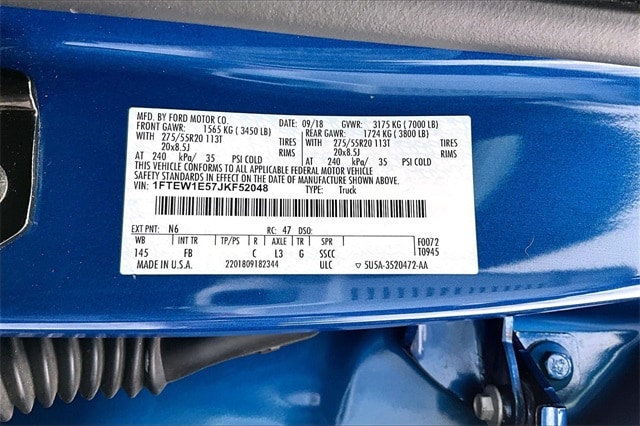 MFD. BY FORD MOTOR CO. DATE: 09/18 GVWR: 3175 KG (7000 LB)
FRONT GAWR: 1565 KG (3450 LB) REAR GAWR: 1724 KG (3800 LB)
WITH 275/55R20 113T TIRES WITH 275/55R20 113T TIRES
20x8.5J RIMS 20x8.5J RIMS
AT 240 kPa/ 35 PSI COLD AT 240 kPa/ 35 PSI COLD
THIS VEHICLE CONFORMS TO ALL APPLICABLE FEDERAL MOTOR VEHICLE
SAFETY STANDARDS IN EFFECT ON THE DATE OF MANUFACTURE SHOWN ABOVE.
VIN: 1FTEW1E57JKF52048 TYPE: Truck
EXT PNT: N6 RC: 47 DSO: F0072
WB INT TR TP/PS R AXLE TR SPR T0945
145 FB C L3 G SSCC
MADE IN U.S.A. 2201809182344 ULC 5U5A-3520472-AA